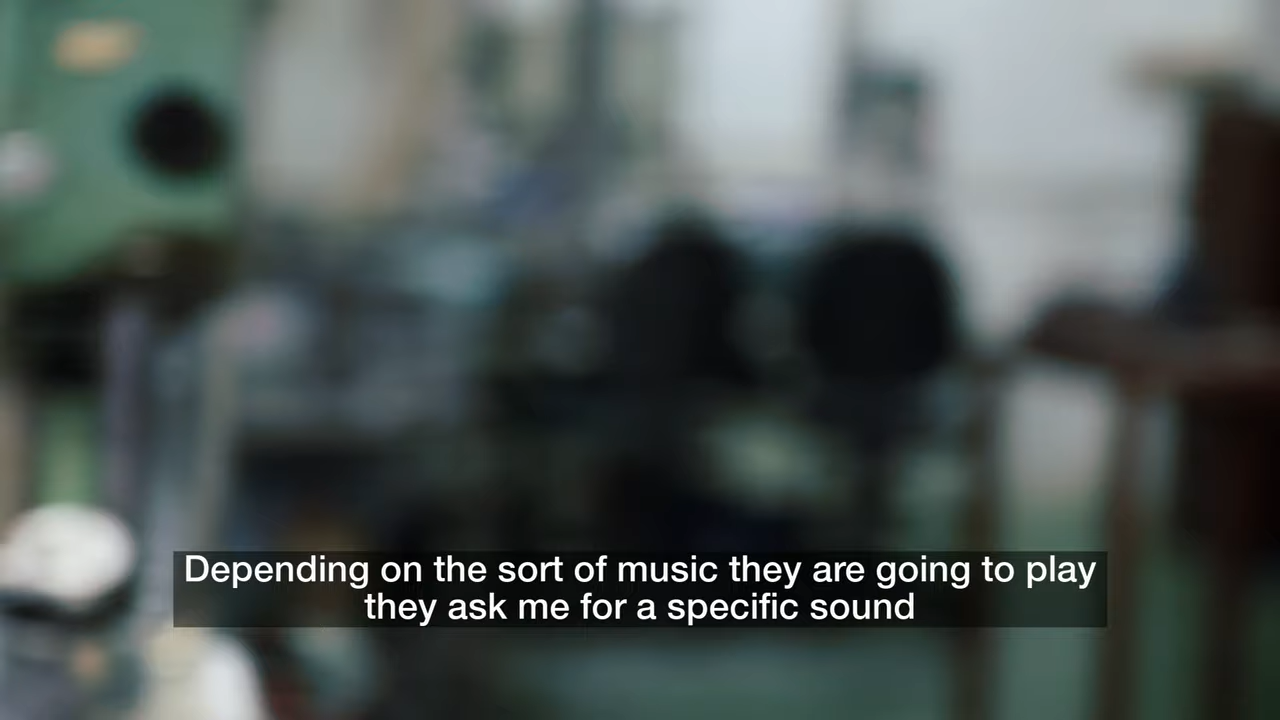 Depending on the sort of music they are going to play
they ask me for a specific sound